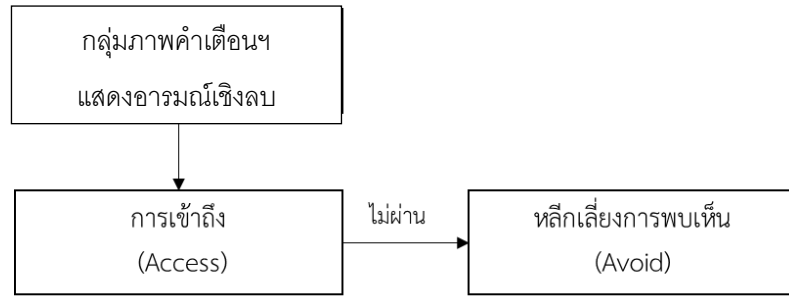 กลุ่มภาพคำเตือนฯ
แสดงอารมณ์เชิงลบ
การเข้าถึง
(Access)
ไม่ผ่าน
หลีกเลี่ยงการพบเห็น
(Avoid)